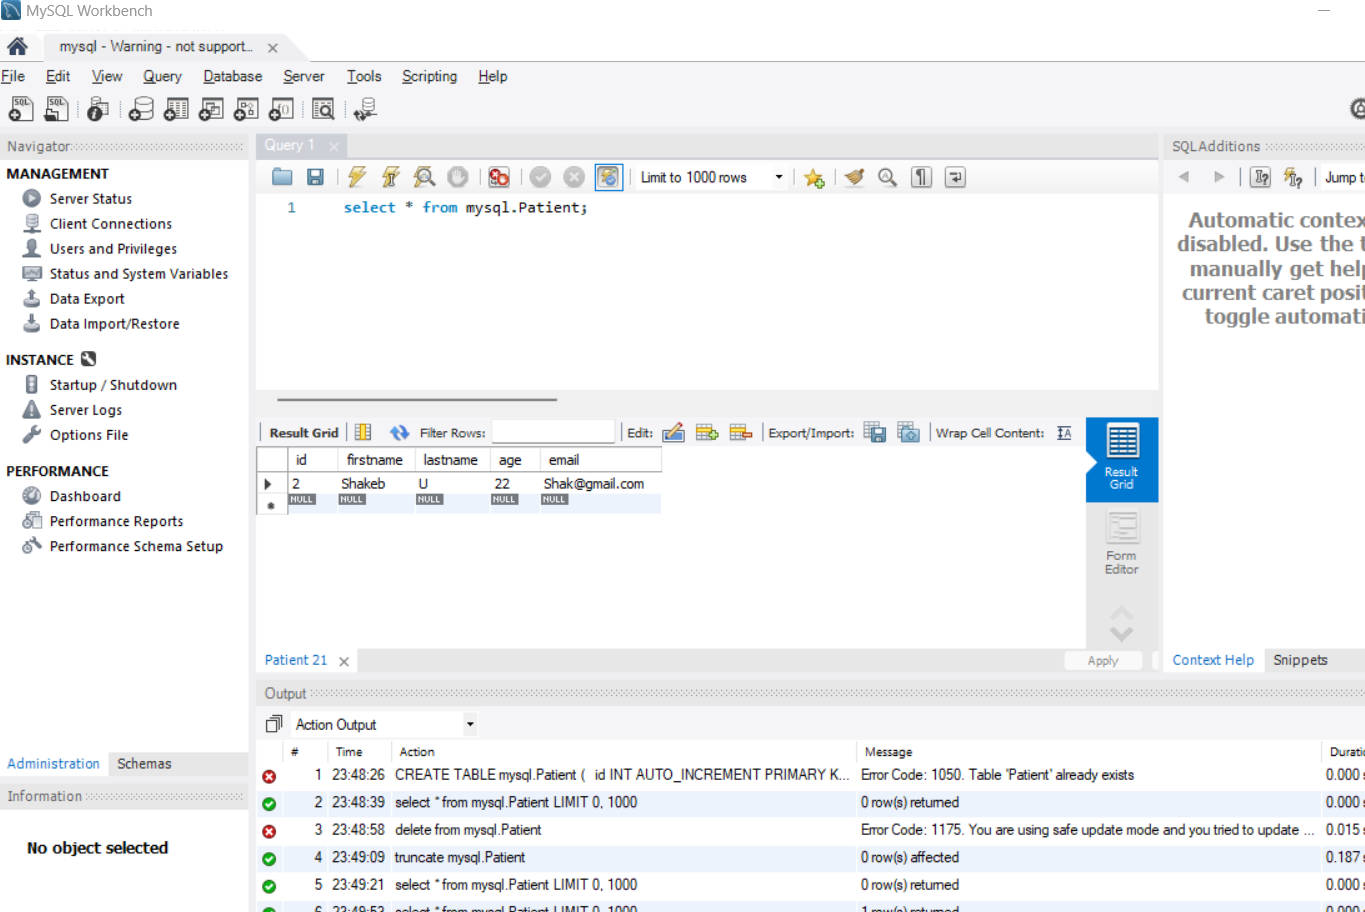 MySQL Workbench
mysql - Warning - not support...
File Edit View Query Database Server Tools Scripting Help
Navigator
MANAGEMENT
Server Status
Client Connections
Users and Privileges
Status and System Variables
Data Export
Data Import/Restore
INSTANCE
Startup / Shutdown
Server Logs
Options File
PERFORMANCE
Dashboard
Performance Reports
Performance Schema Setup
Administration Schemas
Information
No object selected
Query 1
Limit to 1000 rows
1 select * from mysql.Patient;
Result Grid Filter Rows: Edit: Export/Import: Wrap Cell Content:
id firstname lastname age email
2 Shakeb U 22 Shak@gmail.com
NULL NULL NULL NULL NULL
Result
Grid
Form
Editor
Patient 21
Apply
SQLAdditions
Jump to
Automatic contex
disabled. Use the t
manually get help
current caret posit
toggle automati
Context Help Snippets
Output
Action Output
# Time Action Message Duratio
1 23:48:26 CREATE TABLE mysql.Patient ( id INT AUTO_INCREMENT PRIMARY K... Error Code: 1050. Table 'Patient' already exists 0.000 s
2 23:48:39 select * from mysql.Patient LIMIT 0, 1000 0 row(s) returned 0.000 s
3 23:48:58 delete from mysql.Patient Error Code: 1175. You are using safe update mode and you tried to update ... 0.015 s
4 23:49:09 truncate mysql.Patient 0 row(s) affected 0.187 s
5 23:49:21 select * from mysql.Patient LIMIT 0, 1000 0 row(s) returned 0.000 s
6 23:49:53 select * from mysql.Patient LIMIT 0, 1000 1 row(s) returned 0.000 s